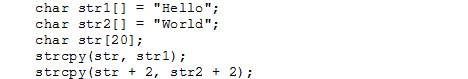 char str1[] = "Hello";
char str2[] = "World";
char str[20];
strcpy(str, str1);
strcpy(str + 2, str2 + 2);